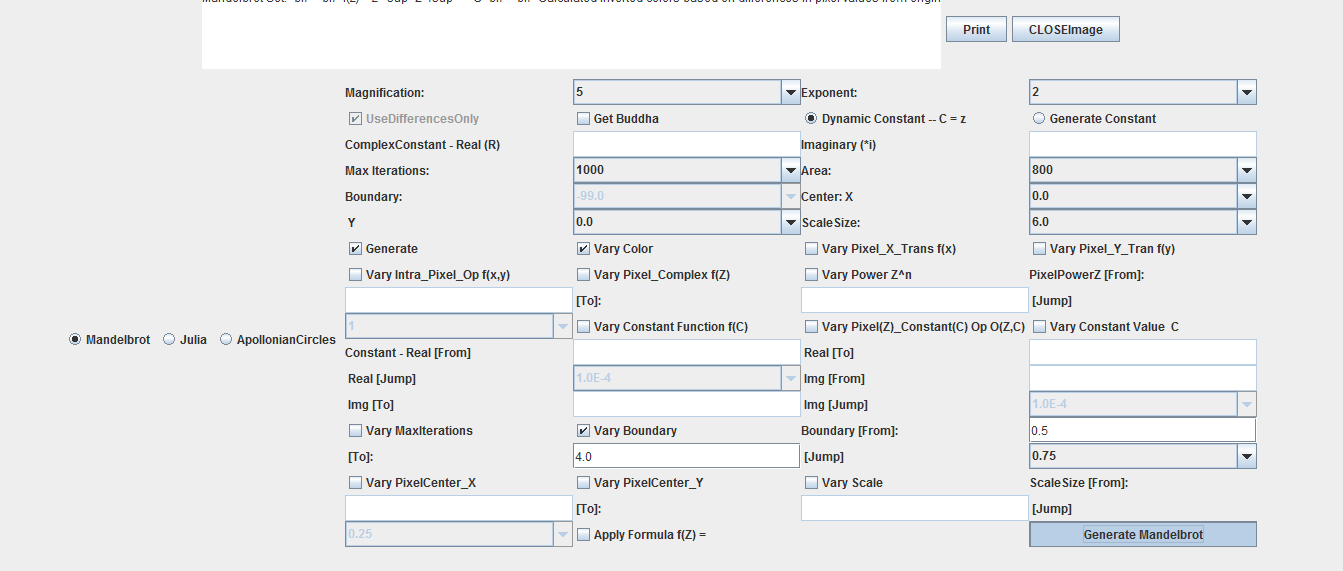 Print CLOSEImage
Magnification: 5 Exponent: 2
UseDifferencesOnly Get Buddha Dynamic Constant -- C = z Generate Constant
ComplexConstant - Real (R) Imaginary (*i)
Max Iterations: 1000 Area: 800
Boundary: -99.0 Center: X 0.0
Y 0.0 ScaleSize: 6.0
Generate Vary Color Vary Pixel_X_Trans f(x) Vary Pixel_Y_Tran f(y)
Vary Intra_Pixel_Op f(x,y) Vary Pixel_Complex f(Z) Vary Power Z^n PixelPowerZ [From]:
[To]: [Jump]
1 Vary Constant Function f(C) Vary Pixel(Z)_Constant(C) Op O(Z,C) Vary Constant Value C
Mandelbrot Julia ApollonianCircles
Constant - Real [From] Real [To]
Real [Jump] 1.0E-4 Img [From]
Img [To] Img [Jump] 1.0E-4
Vary MaxIterations Vary Boundary Boundary [From]: 0.5
[To]: 4.0 [Jump] 0.75
Vary PixelCenter_X Vary PixelCenter_Y Vary Scale ScaleSize [From]:
[To]: [Jump]
0.25 Apply Formula f(Z) = Generate Mandelbrot